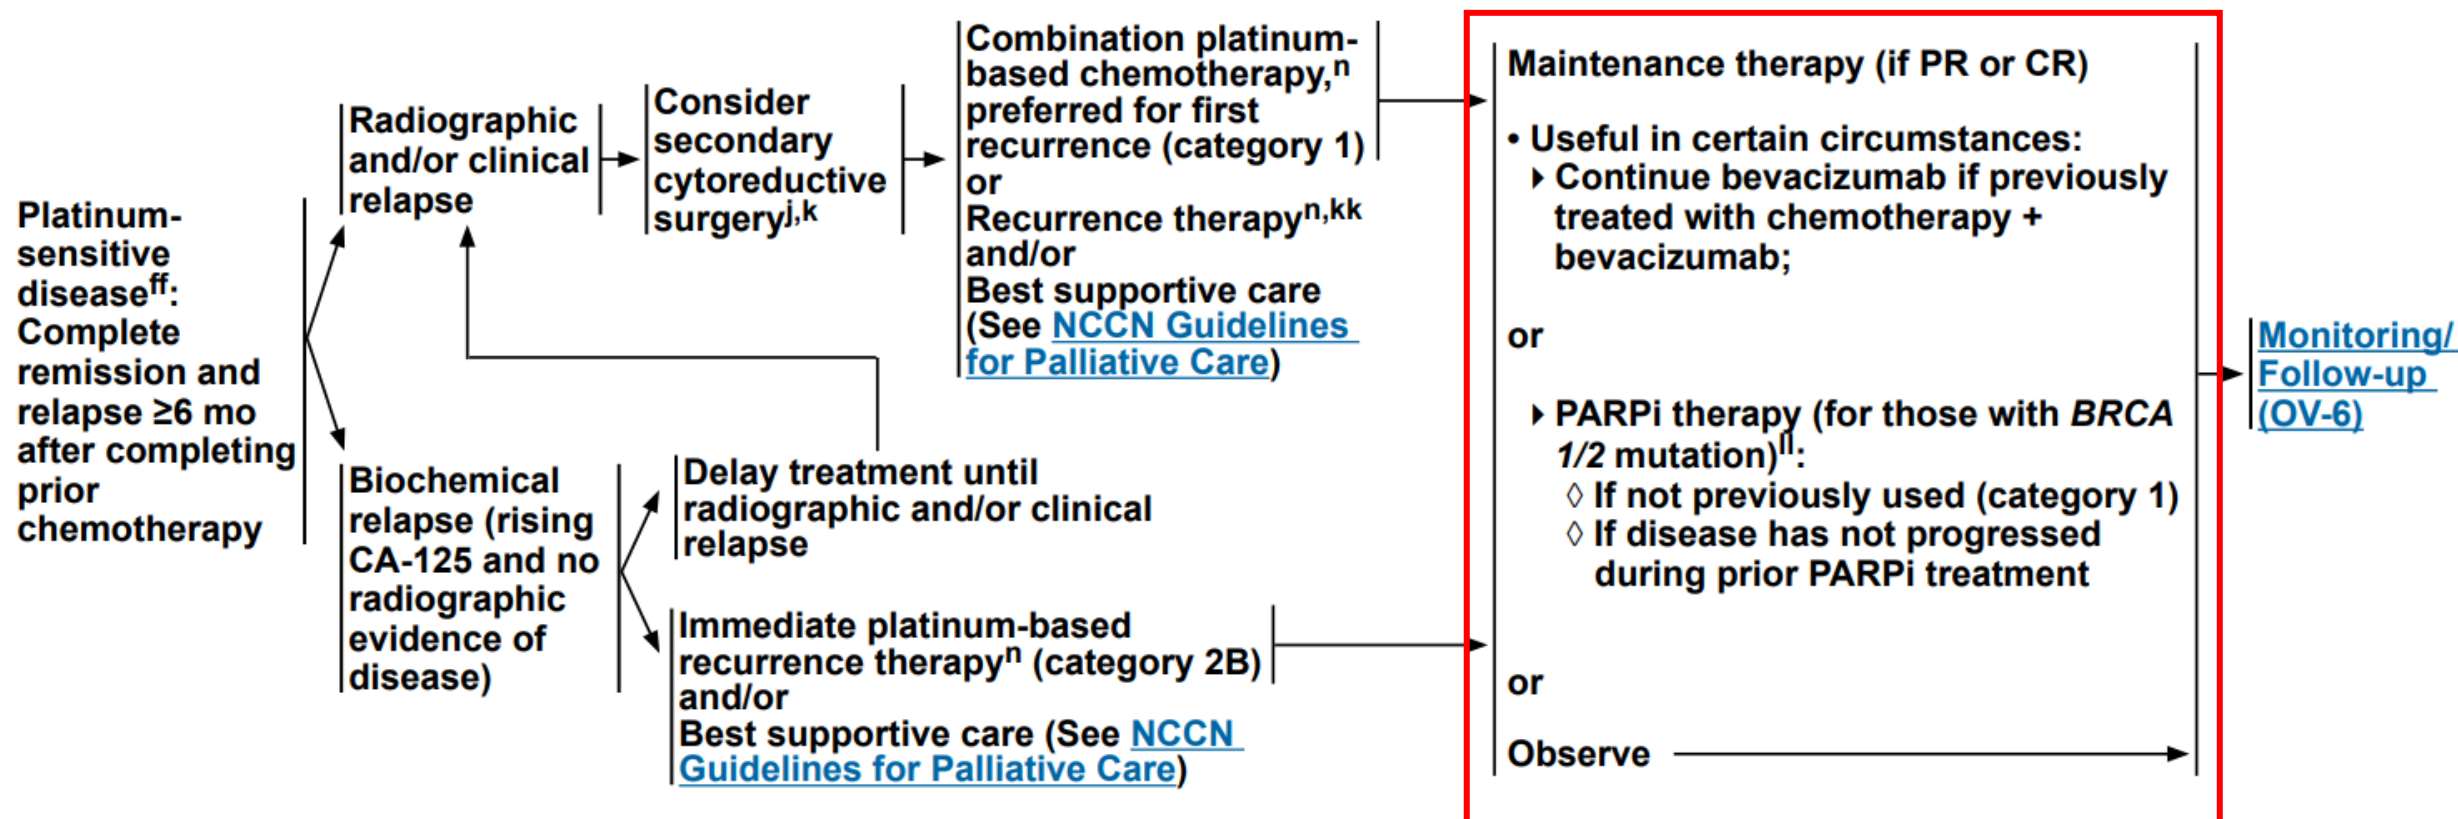 Platinum-
sensitive
disease^ff:
Complete
remission and
relapse ≥6 mo
after completing
prior
chemotherapy
Radiographic
and/or clinical
relapse
Biochemical
relapse (rising
CA-125 and no
radiographic
evidence of
disease)
Consider
secondary
cytoreductive
surgery^j,k
Delay treatment until
radiographic and/or clinical
relapse
Immediate platinum-based
recurrence therapy^n (category 2B)
and/or
Best supportive care (See NCCN
Guidelines for Palliative Care)
Combination platinum-
based chemotherapy,^n
preferred for first
recurrence (category 1)
or
Recurrence therapy^n,kk
and/or
Best supportive care
(See NCCN Guidelines
for Palliative Care)
Maintenance therapy (if PR or CR)
• Useful in certain circumstances:
‣ Continue bevacizumab if previously
treated with chemotherapy +
bevacizumab;
or
‣ PARPi therapy (for those with BRCA
1/2 mutation)^ll:
◊ If not previously used (category 1)
◊ If disease has not progressed
during prior PARPi treatment
or
Observe
Monitoring/
Follow-up
(OV-6)